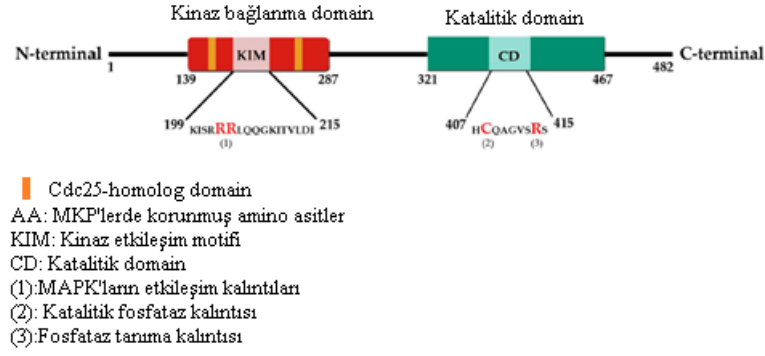 Kinaz bağlanma domain
Katalitik domain
N-terminal
KIM
CD
C-terminal
1
139
287
321
467
482
199 KISRRRLQQGKITVLDI 215
(1)
407 HCQAGVSRS 415
(2)
(3)
Cdc25-homolog domain
AA: MKP'lerde korunmuş amino asitler
KIM: Kinaz etkileşim motifi
CD: Katalitik domain
(1):MAPK'ların etkileşim kalıntıları
(2): Katalitik fosfataz kalıntısı
(3):Fosfataz tanıma kalıntısı